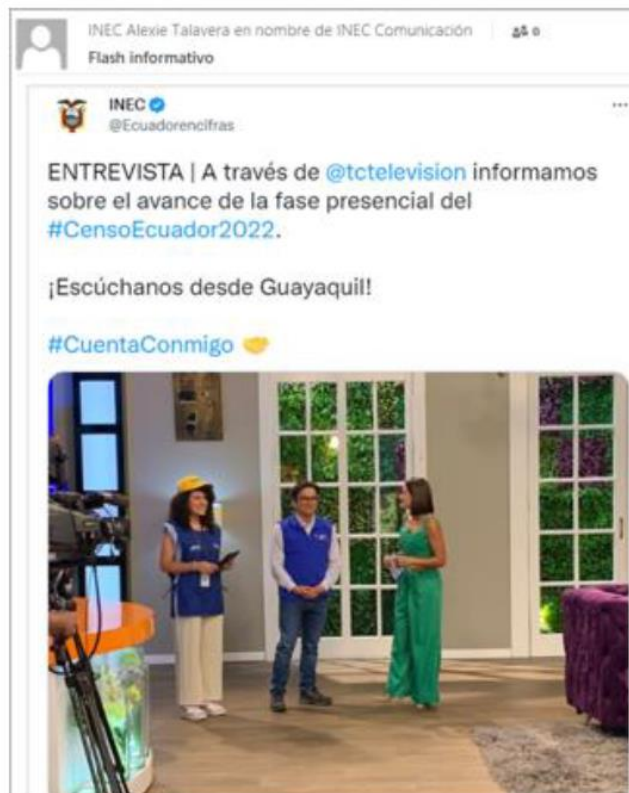 INEC Alexie Talavera en nombre de INEC Comunicación
0
Flash informativo
INEC
@Ecuadorencifras
ENTREVISTA | A través de @tctelevision informamos
sobre el avance de la fase presencial del
#CensoEcuador2022.
¡Escúchanos desde Guayaquil!
#CuentaConmigo 🤝